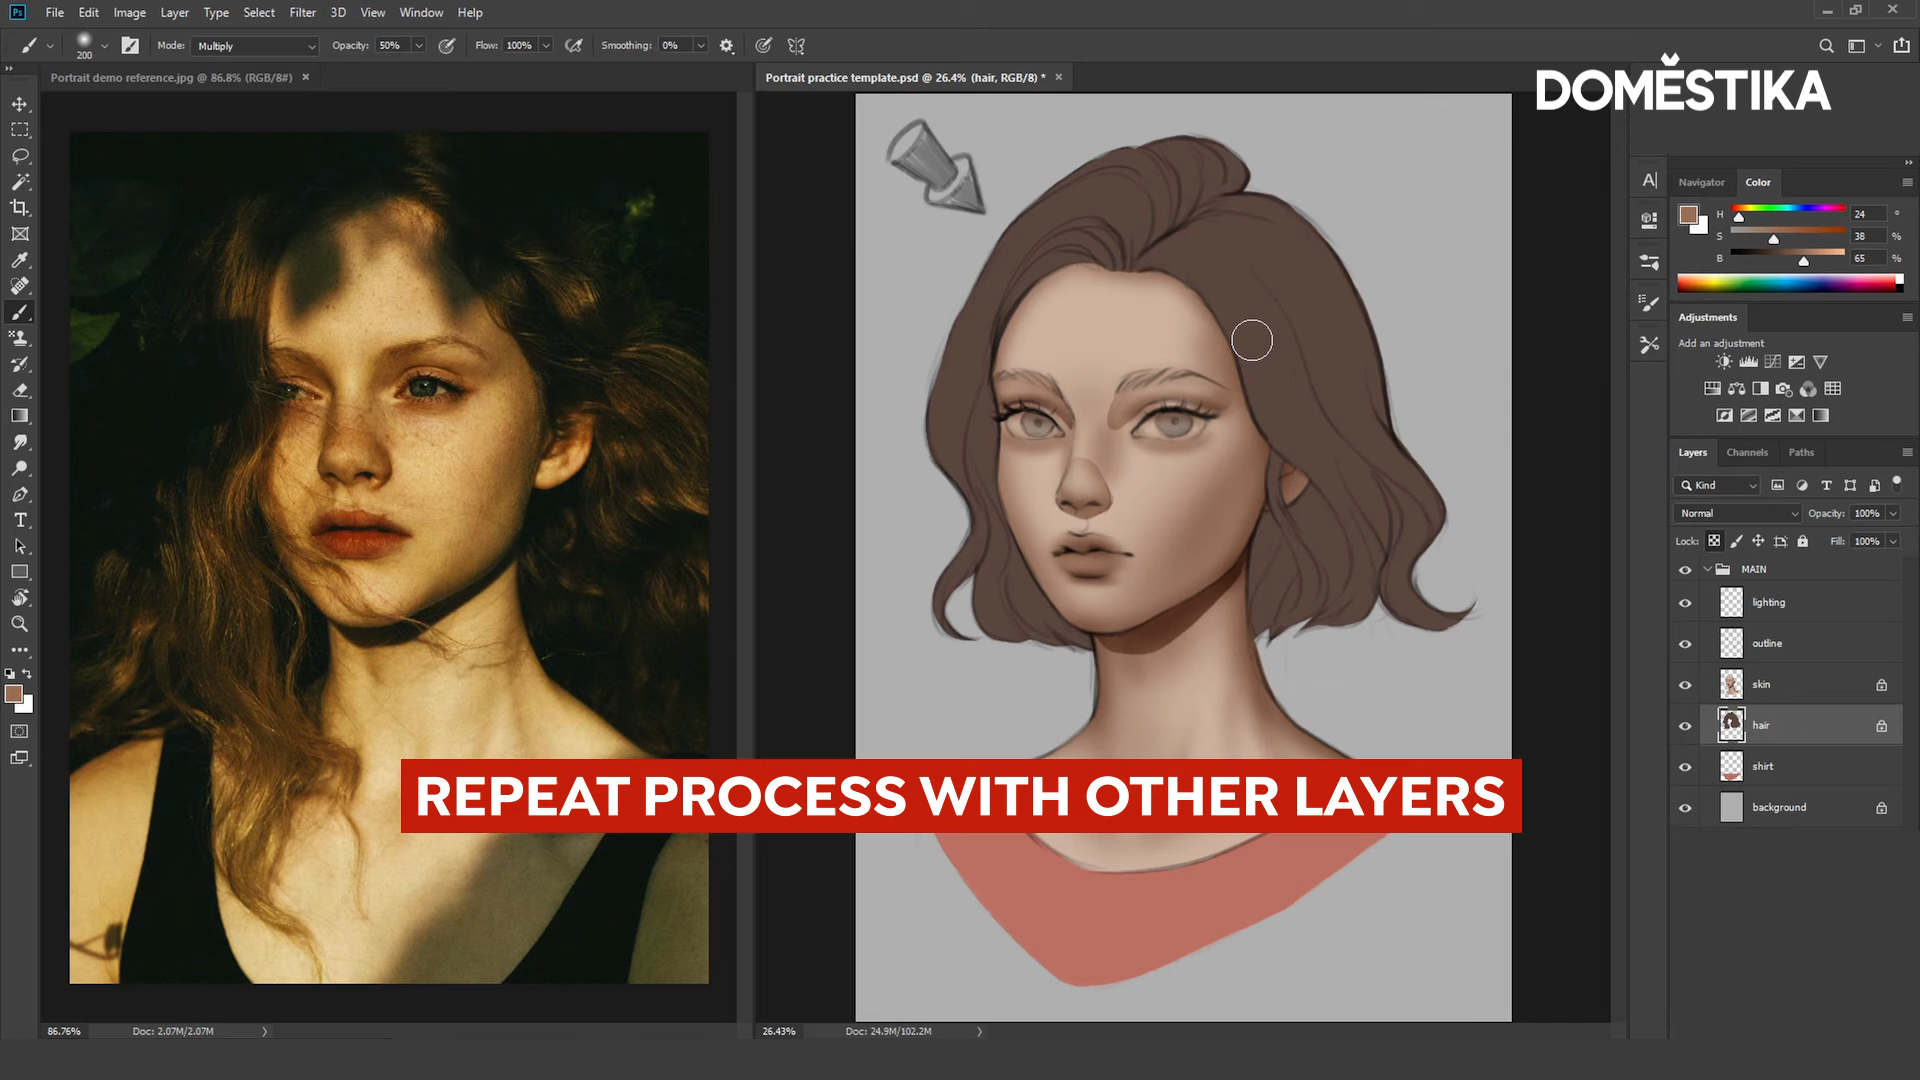 Ps File Edit Image Layer Type Select Filter 3D View Window Help
200 Mode: Multiply Opacity: 50% Flow: 100% Smoothing: 0%
Portrait demo reference.jpg @ 86.8% (RGB/8#) ×
Portrait practice template.psd @ 26.4% (hair, RGB/8) * ×
DOMĚSTIKA
Navigator Color
H 24 °
S 38 %
B 65 %
Adjustments
Add an adjustment
Layers Channels Paths
Kind
Normal Opacity: 100%
Lock: Fill: 100%
MAIN
lighting
outline
skin
hair
shirt
background
REPEAT PROCESS WITH OTHER LAYERS
86.76% Doc: 2.07M/2.07M
26.43% Doc: 24.9M/102.2M